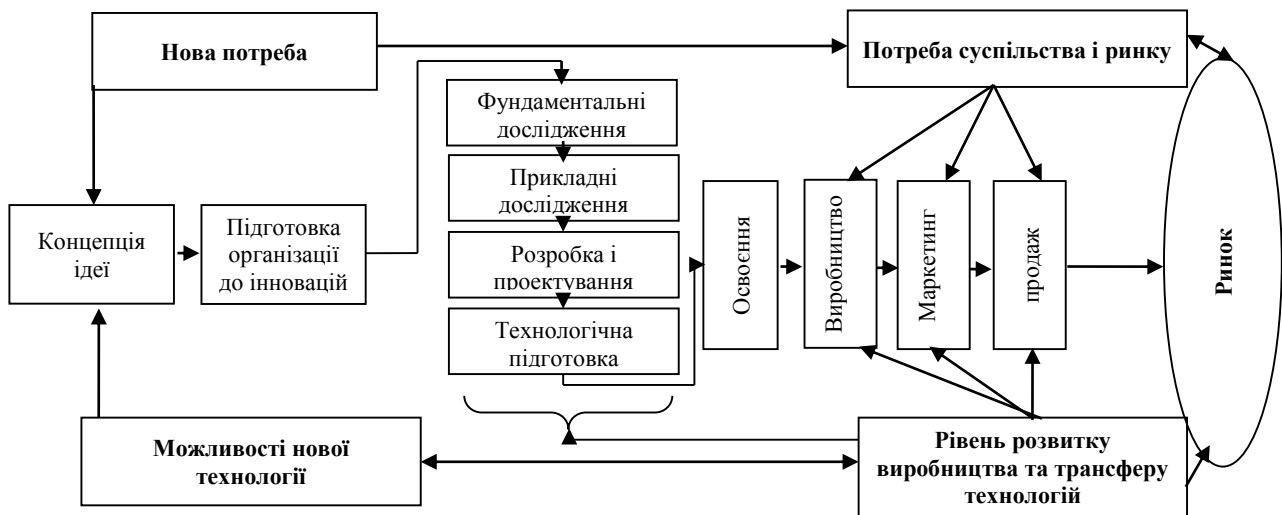 Нова потреба
Потреба суспільства і ринку
Фундаментальні
дослідження
Прикладні
дослідження
Розробка і
проектування
Технологічна
підготовка
Концепція
ідеї
Підготовка
організації
до інновацій
Освоєння
Виробництво
Маркетинг
продаж
Ринок
Можливості нової
технології
Рівень розвитку
виробництва та трансферу
технологій